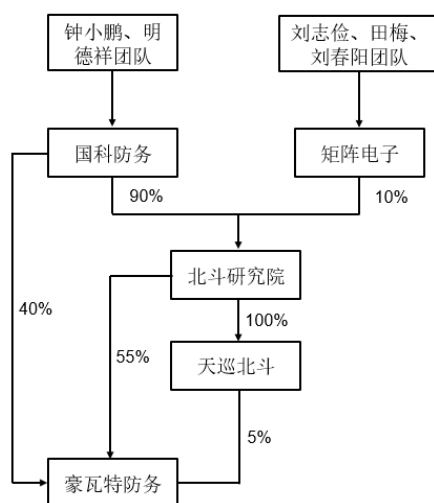 钟小鹏、明
德祥团队
刘志俭、田梅、
刘春阳团队
国科防务
矩阵电子
90%
10%
北斗研究院
40%
55%
100%
天巡北斗
5%
豪瓦特防务